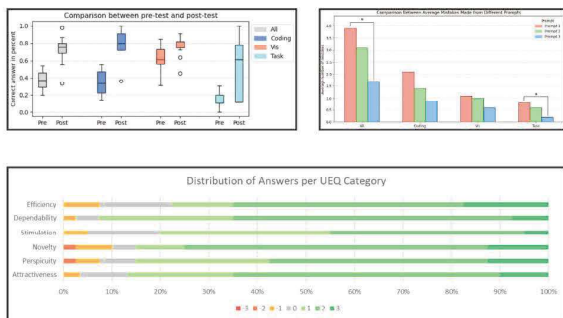 Comparison between pre-test and post-test
Correct answer in percent
1.0
0.8
0.6
0.4
0.2
0.0
All
Coding
Vis
Task
Pre Post Pre Post Pre Post Pre Post
Comparison Between Average Mistakes Made from Different Prompts
Prompt
Prompt 1
Prompt 2
Prompt 3
*
*
All Coding Vis Task
Distribution of Answers per UEQ Category
Efficiency
Dependability
Stimulation
Novelty
Perspicuity
Attractiveness
0% 10% 20% 30% 40% 50% 60% 70% 80% 90% 100%
-3 -2 -1 0 1 2 3